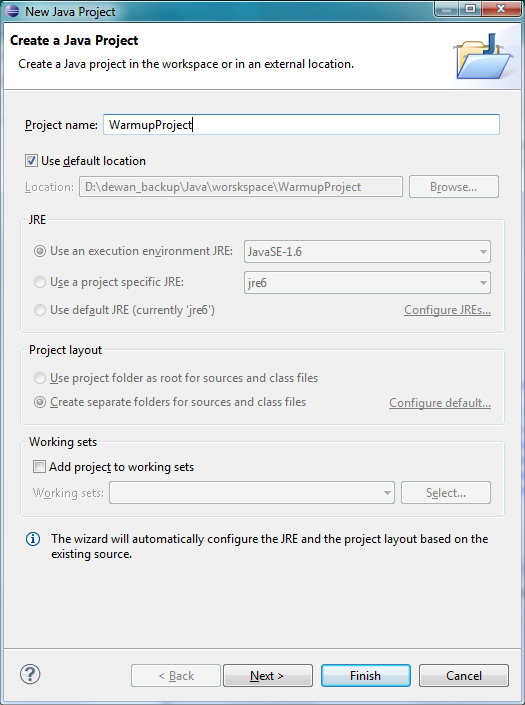 New Java Project
Create a Java Project
Create a Java project in the workspace or in an external location.
Project name: WarmupProject
Use default location
Location: D:\dewan_backup\Java\worskspace\WarmupProject Browse...
JRE
Use an execution environment JRE: JavaSE-1.6
Use a project specific JRE: jre6
Use default JRE (currently 'jre6') Configure JREs...
Project layout
Use project folder as root for sources and class files
Create separate folders for sources and class files Configure default...
Working sets
Add project to working sets
Working sets: Select...
The wizard will automatically configure the JRE and the project layout based on the
existing source.
? < Back Next > Finish Cancel